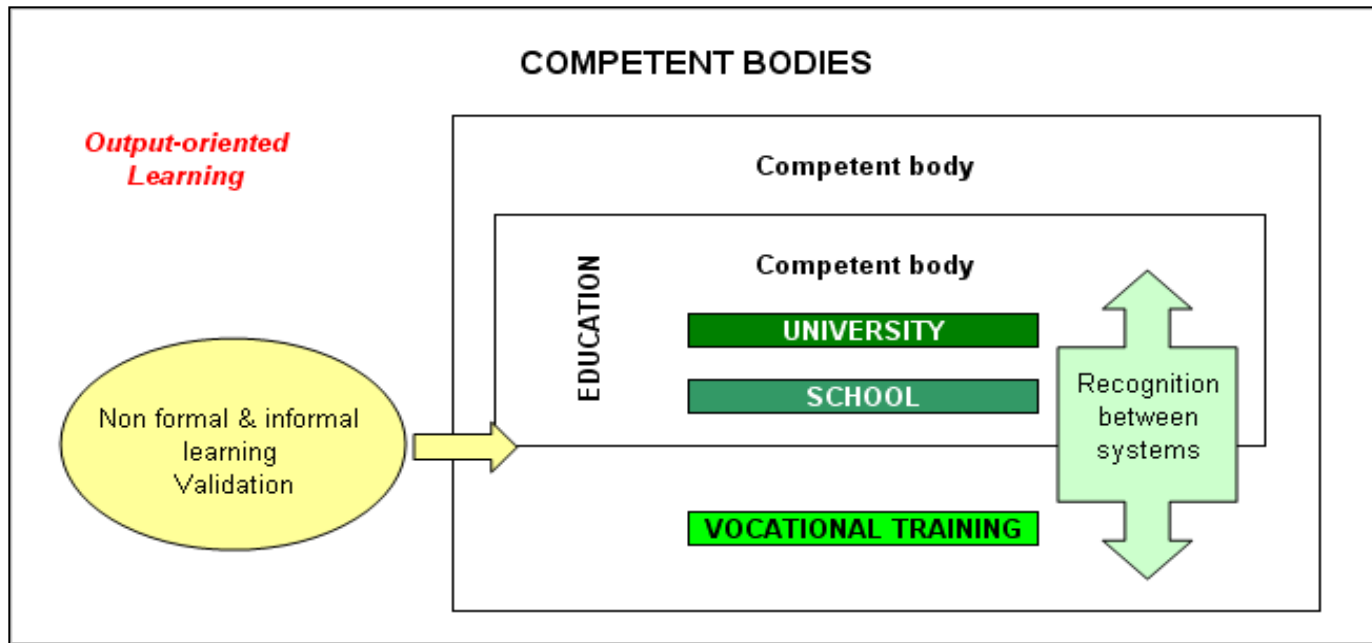 COMPETENT BODIES
Output-oriented
Learning
Competent body
Competent body
EDUCATION
UNIVERSITY
SCHOOL
Recognition
between
systems
Non formal & informal
learning
Validation
VOCATIONAL TRAINING